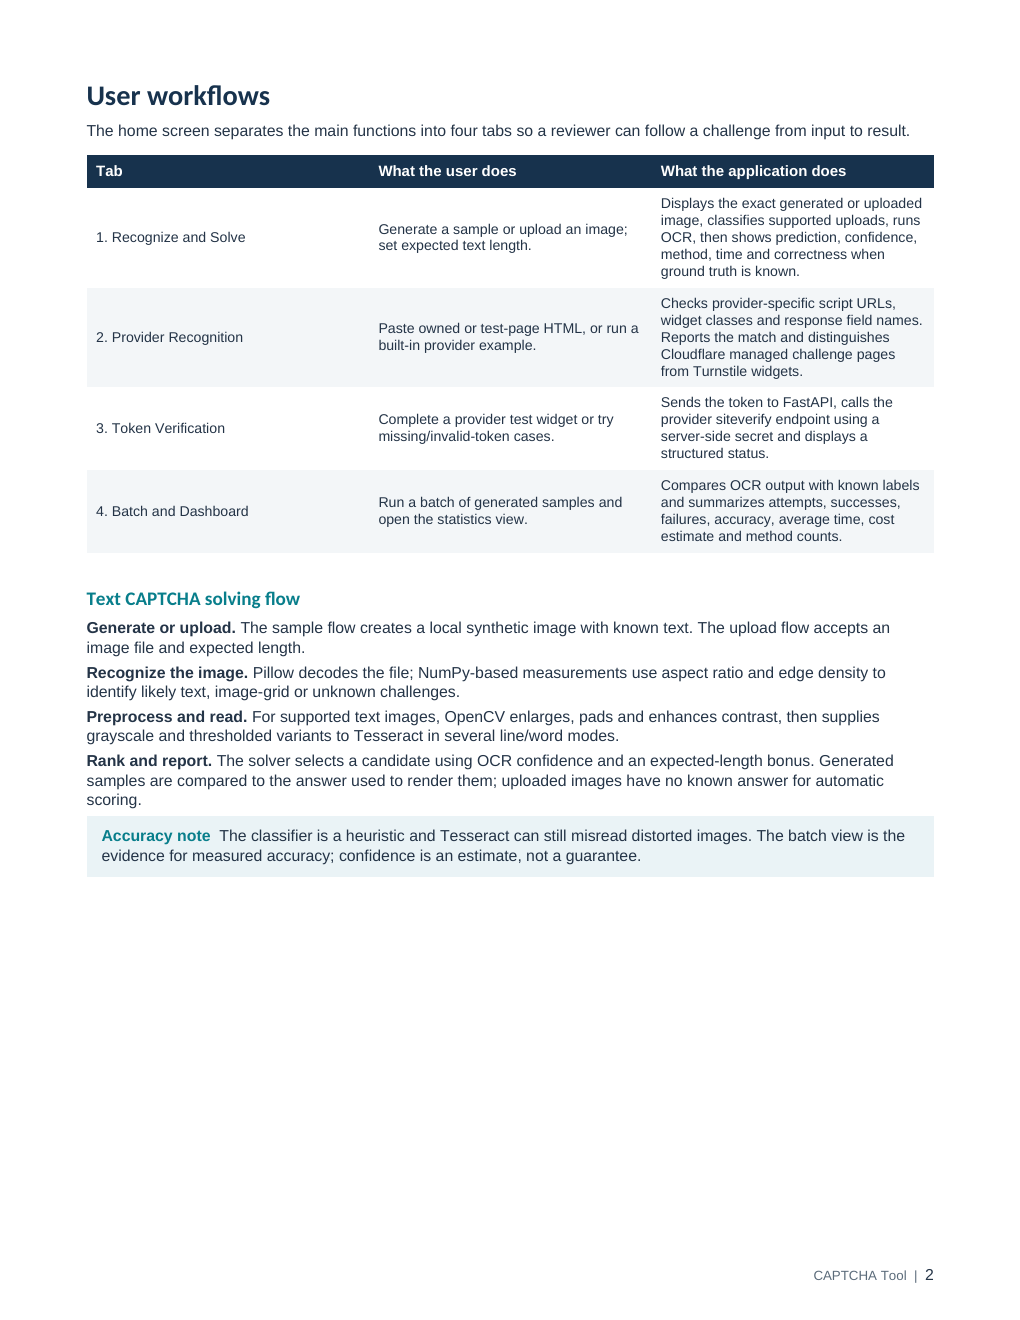 User workflows
The home screen separates the main functions into four tabs so a reviewer can follow a challenge from input to result.
Tab
What the user does
What the application does
1. Recognize and Solve
Generate a sample or upload an image;
set expected text length.
Displays the exact generated or uploaded
image, classifies supported uploads, runs
OCR, then shows prediction, confidence,
method, time and correctness when
ground truth is known.
2. Provider Recognition
Paste owned or test-page HTML, or run a
built-in provider example.
Checks provider-specific script URLs,
widget classes and response field names.
Reports the match and distinguishes
Cloudflare managed challenge pages
from Turnstile widgets.
3. Token Verification
Complete a provider test widget or try
missing/invalid-token cases.
Sends the token to FastAPI, calls the
provider siteverify endpoint using a
server-side secret and displays a
structured status.
4. Batch and Dashboard
Run a batch of generated samples and
open the statistics view.
Compares OCR output with known labels
and summarizes attempts, successes,
failures, accuracy, average time, cost
estimate and method counts.
Text CAPTCHA solving flow
Generate or upload. The sample flow creates a local synthetic image with known text. The upload flow accepts an
image file and expected length.
Recognize the image. Pillow decodes the file; NumPy-based measurements use aspect ratio and edge density to
identify likely text, image-grid or unknown challenges.
Preprocess and read. For supported text images, OpenCV enlarges, pads and enhances contrast, then supplies
grayscale and thresholded variants to Tesseract in several line/word modes.
Rank and report. The solver selects a candidate using OCR confidence and an expected-length bonus. Generated
samples are compared to the answer used to render them; uploaded images have no known answer for automatic
scoring.
Accuracy note The classifier is a heuristic and Tesseract can still misread distorted images. The batch view is the
evidence for measured accuracy; confidence is an estimate, not a guarantee.
CAPTCHA Tool | 2